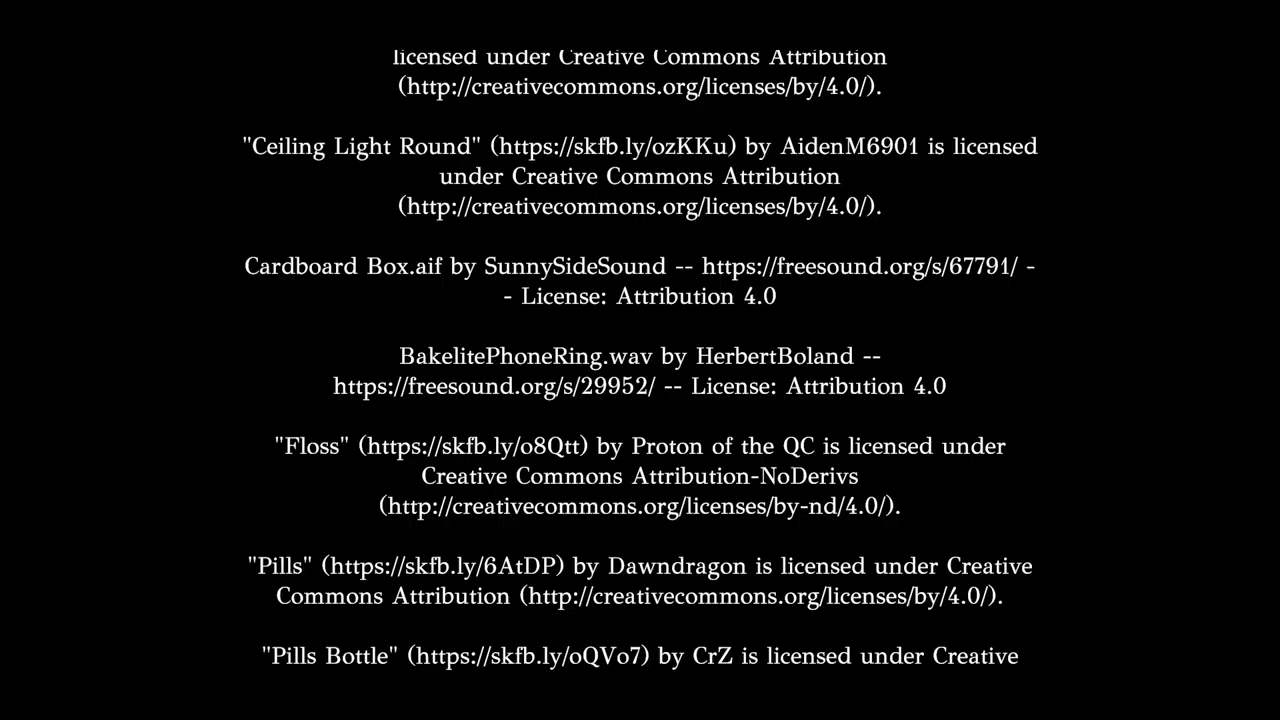 licensed under Creative Commons Attribution
(http://creativecommons.org/licenses/by/4.0/).
"Ceiling Light Round" (https://skfb.ly/ozKKu) by AidenM6901 is licensed
under Creative Commons Attribution
(http://creativecommons.org/licenses/by/4.0/).
Cardboard Box.aif by SunnySideSound -- https://freesound.org/s/67791/ -
- License: Attribution 4.0
BakelitePhoneRing.wav by HerbertBoland --
https://freesound.org/s/29952/ -- License: Attribution 4.0
"Floss" (https://skfb.ly/o8Qtt) by Proton of the QC is licensed under
Creative Commons Attribution-NoDerivs
(http://creativecommons.org/licenses/by-nd/4.0/).
"Pills" (https://skfb.ly/6AtDP) by Dawndragon is licensed under Creative
Commons Attribution (http://creativecommons.org/licenses/by/4.0/).
"Pills Bottle" (https://skfb.ly/oQVo7) by CrZ is licensed under Creative